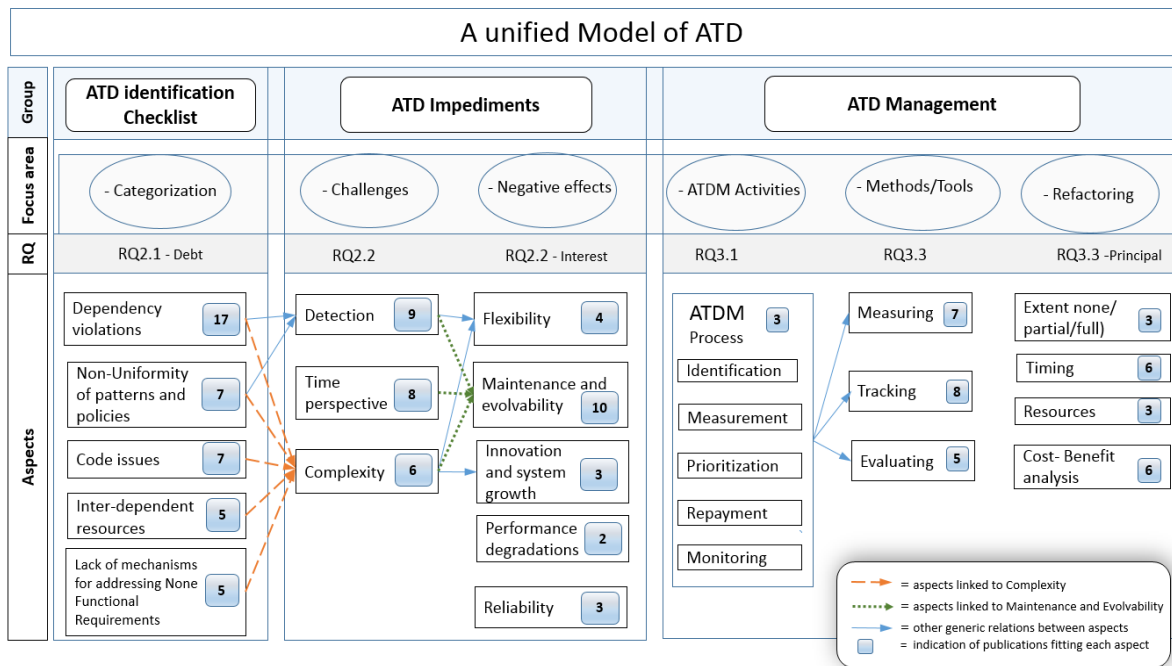 A unified Model of ATD
Group
ATD identification
Checklist
ATD Impediments
ATD Management
Focus area
- Categorization
- Challenges
- Negative effects
- ATDM Activities
- Methods/Tools
- Refactoring
RQ
RQ2.1 - Debt
RQ2.2
RQ2.2 - Interest
RQ3.1
RQ3.3
RQ3.3 -Principal
Aspects
Dependency
violations
17
Non-Uniformity
of patterns and
policies
7
Code issues
7
Inter-dependent
resources
5
Lack of mechanisms
for addressing None
Functional
Requirements
5
Detection
9
Time
perspective
8
Complexity
6
Flexibility
4
Maintenance and
evolvability
10
Innovation
and system
growth
3
Performance
degradations
2
Reliability
3
ATDM
Process
3
Identification
Measurement
Prioritization
Repayment
Monitoring
Measuring
7
Tracking
8
Evaluating
5
Extent none/
partial/full)
3
Timing
6
Resources
3
Cost- Benefit
analysis
6
= aspects linked to Complexity
= aspects linked to Maintenance and Evolvability
= other generic relations between aspects
= indication of publications fitting each aspect